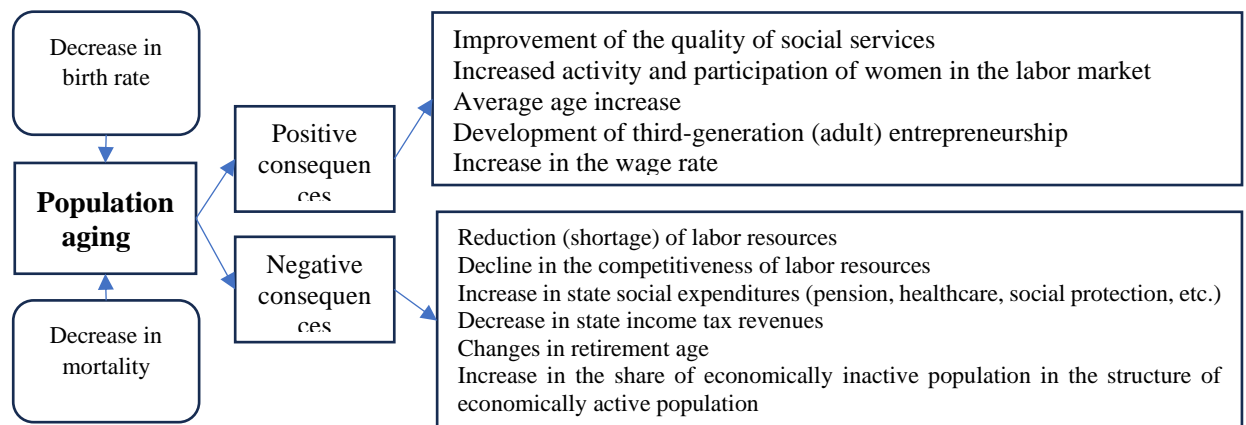 Decrease in
birth rate
Population
aging
Decrease in
mortality
Positive
consequen
ces
Negative
consequen
ces
Improvement of the quality of social services
Increased activity and participation of women in the labor market
Average age increase
Development of third-generation (adult) entrepreneurship
Increase in the wage rate
Reduction (shortage) of labor resources
Decline in the competitiveness of labor resources
Increase in state social expenditures (pension, healthcare, social protection, etc.)
Decrease in state income tax revenues
Changes in retirement age
Increase in the share of economically inactive population in the structure of
economically active population